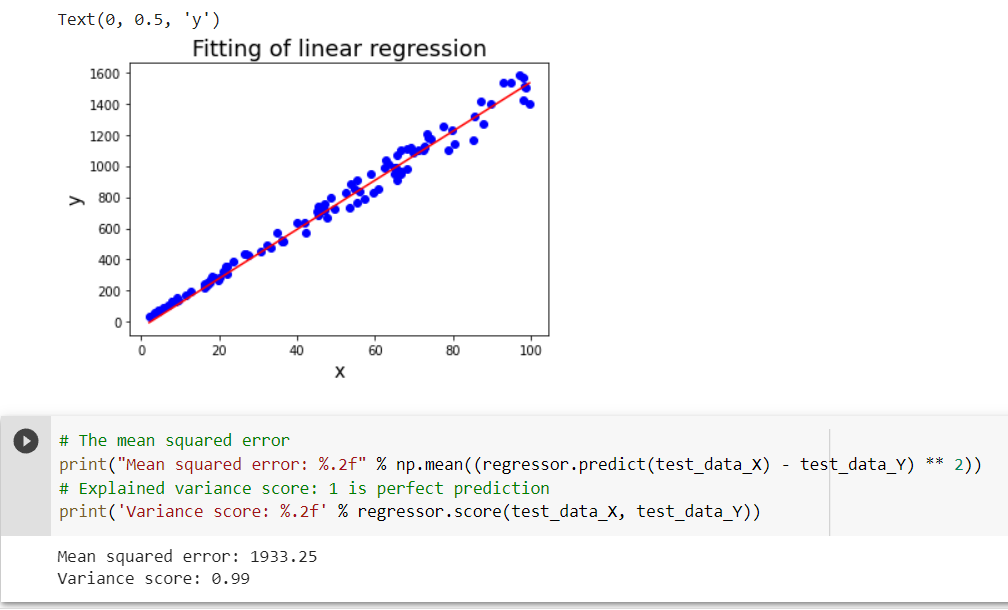 Text(0, 0.5, 'y')
Fitting of linear regression
1600
1400
1200
1000
800
600
400
200
0
y
0 20 40 60 80 100
x
# The mean squared error
print("Mean squared error: %.2f" % np.mean((regressor.predict(test_data_X) - test_data_Y) ** 2))
# Explained variance score: 1 is perfect prediction
print('Variance score: %.2f' % regressor.score(test_data_X, test_data_Y))
Mean squared error: 1933.25
Variance score: 0.99